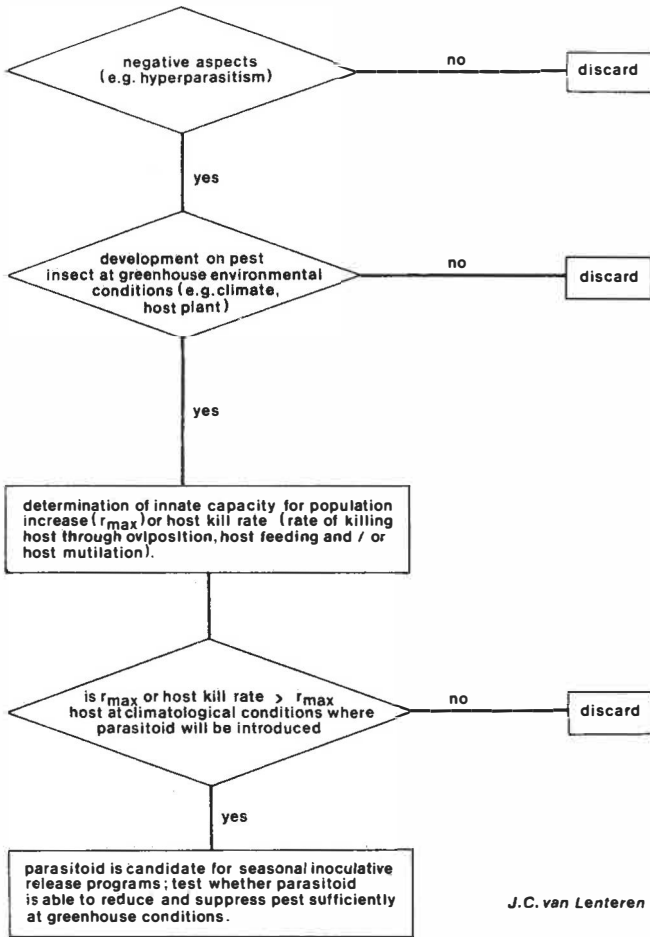 negative aspects
(e.g. hyperparasitism)
no
discard
yes
development on pest
insect at greenhouse environmental
conditions (e.g. climate,
host plant)
no
discard
yes
determination of innate capacity for population
increase (rmax) or host kill rate (rate of killing
host through oviposition, host feeding and / or
host mutilation).
is rmax or host kill rate > rmax
host at climatological conditions where
parasitoid will be introduced
no
discard
yes
parasitoid is candidate for seasonal inoculative
release programs; test whether parasitoid
is able to reduce and suppress pest sufficiently
at greenhouse conditions.
J.C. van Lenteren